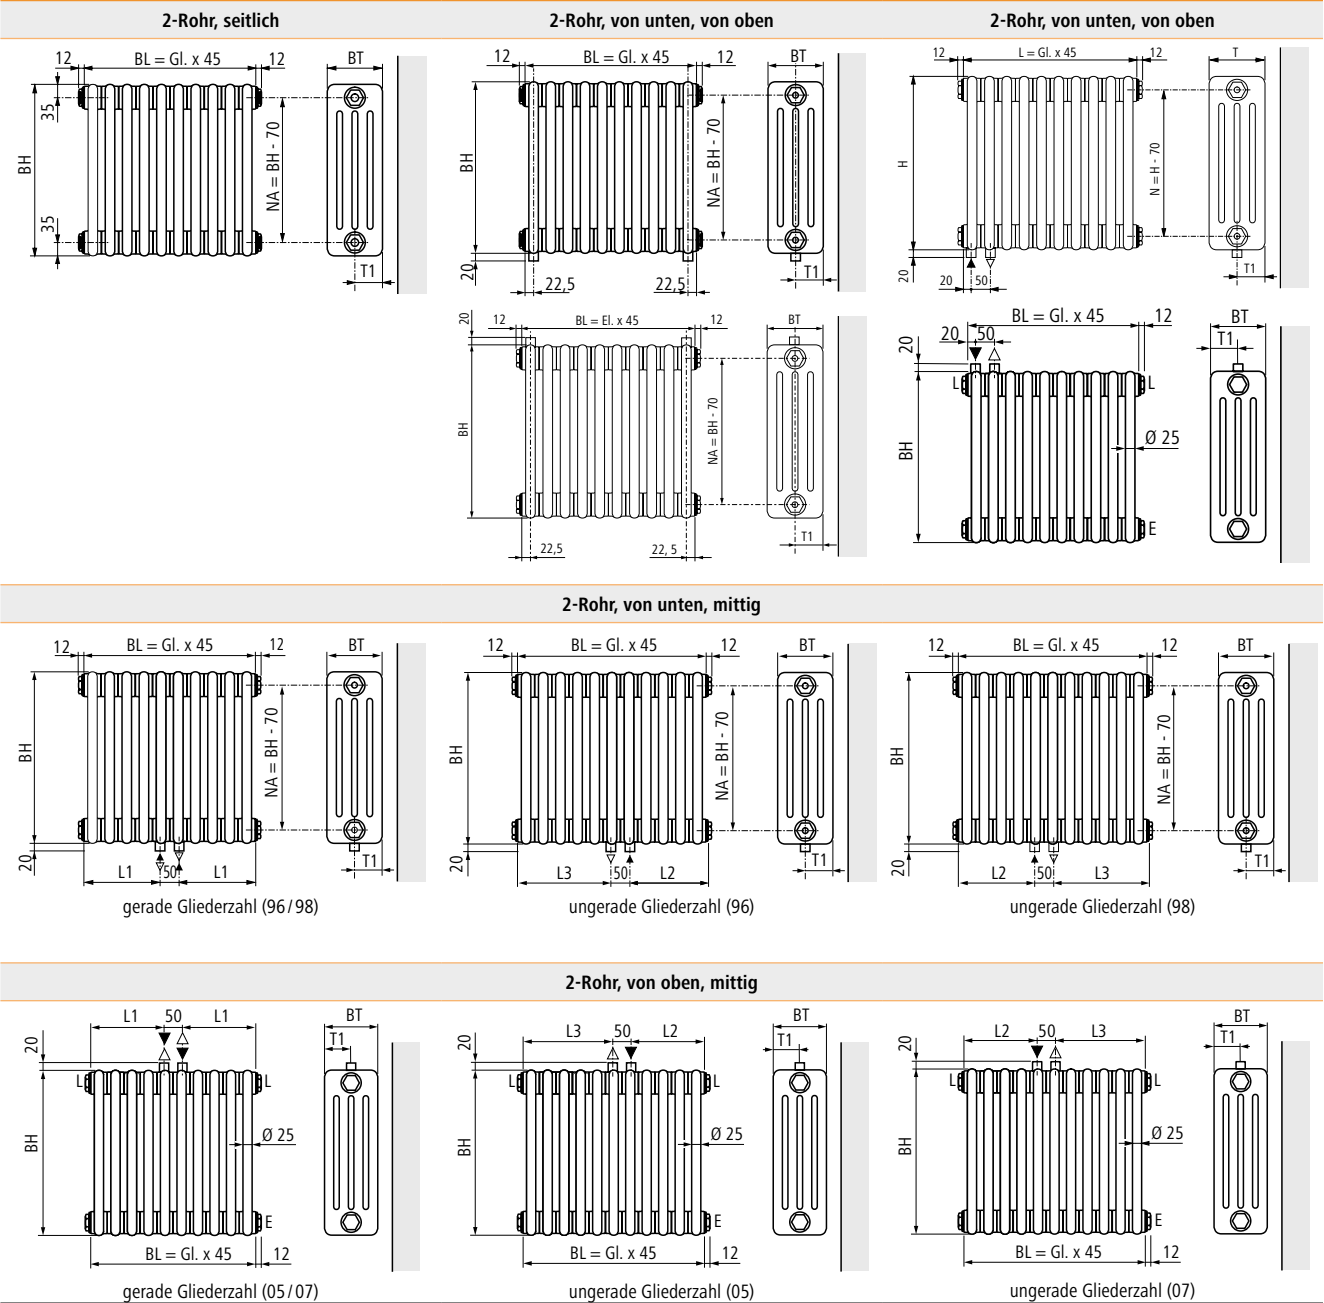 2-Rohr, seitlich
2-Rohr, von unten, von oben
2-Rohr, von unten, von oben
12
BL = Gl. x 45
12
BT
35
BH
NA = BH - 70
35
T1
12
BL = Gl. x 45
12
BT
BH
NA = BH - 70
20
22,5
22,5
T1
12
L = Gl. x 45
12
T
H
N = H - 70
20
20
50
T1
20
12
BL = El. x 45
12
BT
BH
NA = BH - 70
22,5
22, 5
T1
BL = Gl. x 45
12
BT
20
20
50
T1
L
L
BH
Ø 25
E
2-Rohr, von unten, mittig
12
BL = Gl. x 45
12
BT
BH
NA = BH - 70
20
L1
50
L1
T1
gerade Gliederzahl (96/98)
12
BL = Gl. x 45
12
BT
BH
NA = BH - 70
20
L3
50
L2
T1
ungerade Gliederzahl (96)
12
BL = Gl. x 45
12
BT
BH
NA = BH - 70
20
L2
50
L3
T1
ungerade Gliederzahl (98)
2-Rohr, von oben, mittig
L1
50
L1
BT
20
T1
L
L
BH
Ø 25
E
BL = Gl. x 45
12
gerade Gliederzahl (05/07)
L3
50
L2
BT
20
T1
L
L
BH
Ø 25
E
BL = Gl. x 45
12
ungerade Gliederzahl (05)
L2
50
L3
BT
20
T1
L
L
BH
Ø 25
E
BL = Gl. x 45
12
ungerade Gliederzahl (07)